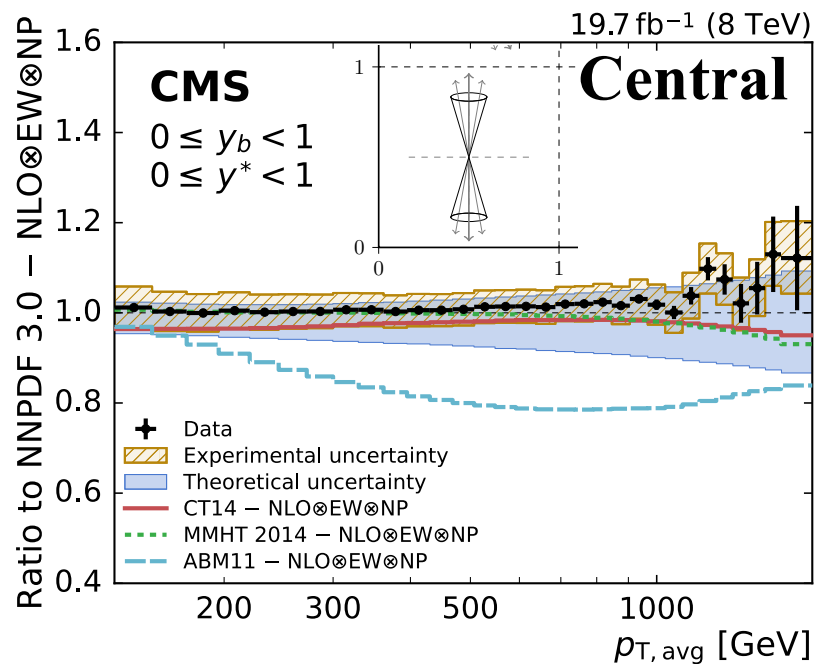 19.7 fb⁻¹ (8 TeV)
Ratio to NNPDF 3.0 − NLO⊗EW⊗NP
1.6
1.4
1.2
1.0
0.8
0.6
0.4
CMS
0 ≤ y_b < 1
0 ≤ y* < 1
Central
1
0
0
1
Data
Experimental uncertainty
Theoretical uncertainty
CT14 − NLO⊗EW⊗NP
MMHT 2014 − NLO⊗EW⊗NP
ABM11 − NLO⊗EW⊗NP
200
300
500
1000
p_T, avg [GeV]